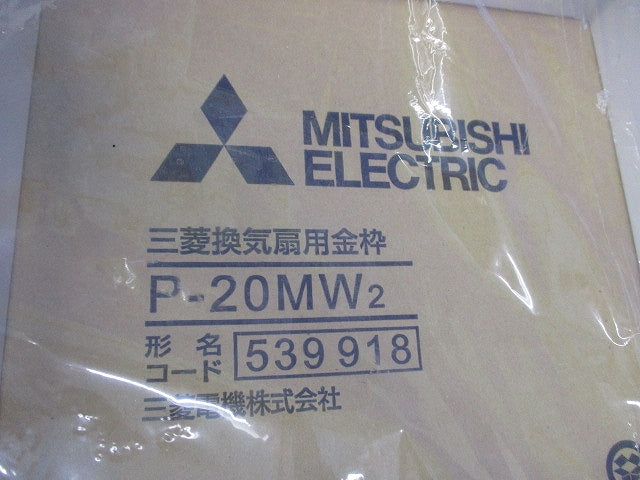 MITSUBISHI
ELECTRIC
三菱換気扇用金枠
P-20MW2
形名
コード 539 918
三菱電機株式会社